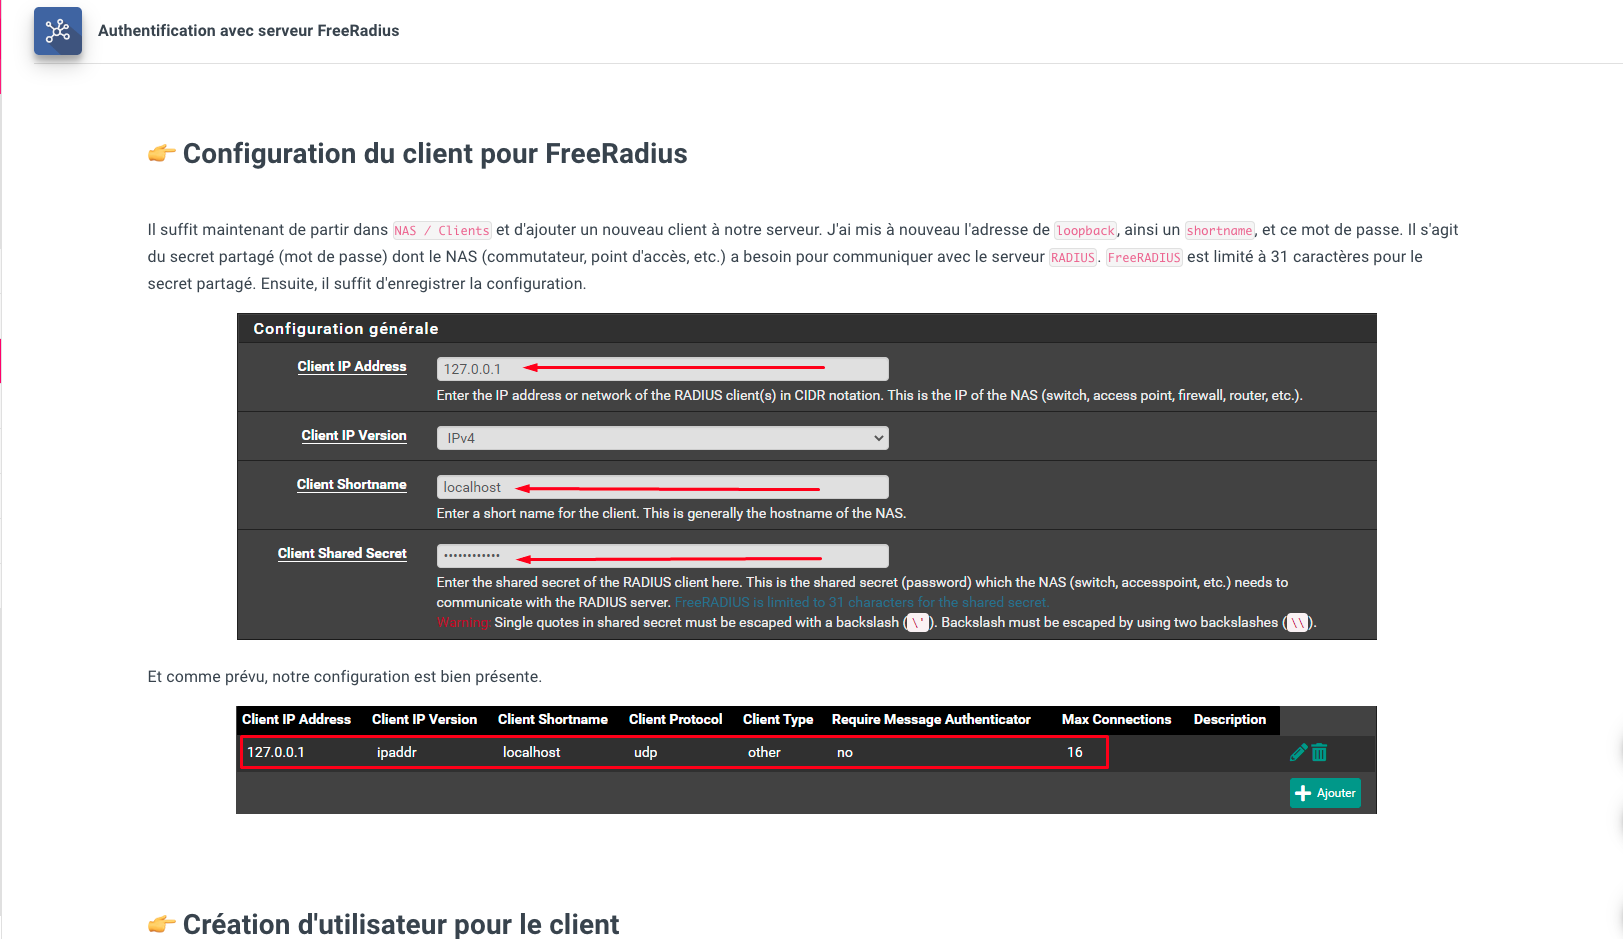 Authentification avec serveur FreeRadius
👉 Configuration du client pour FreeRadius
Il suffit maintenant de partir dans NAS / Clients et d'ajouter un nouveau client à notre serveur. J'ai mis à nouveau l'adresse de loopback, ainsi un shortname, et ce mot de passe. Il s'agit
du secret partagé (mot de passe) dont le NAS (commutateur, point d'accès, etc.) a besoin pour communiquer avec le serveur RADIUS. FreeRADIUS est limité à 31 caractères pour le
secret partagé. Ensuite, il suffit d'enregistrer la configuration.
Configuration générale
Client IP Address 127.0.0.1
Enter the IP address or network of the RADIUS client(s) in CIDR notation. This is the IP of the NAS (switch, access point, firewall, router, etc.).
Client IP Version IPv4
Client Shortname localhost
Enter a short name for the client. This is generally the hostname of the NAS.
Client Shared Secret ••••••••••••
Enter the shared secret of the RADIUS client here. This is the shared secret (password) which the NAS (switch, accesspoint, etc.) needs to
communicate with the RADIUS server. FreeRADIUS is limited to 31 characters for the shared secret.
Warning: Single quotes in shared secret must be escaped with a backslash (\'). Backslash must be escaped by using two backslashes (\\).
Et comme prévu, notre configuration est bien présente.
Client IP Address Client IP Version Client Shortname Client Protocol Client Type Require Message Authenticator Max Connections Description
127.0.0.1 ipaddr localhost udp other no 16
Ajouter
👉 Création d'utilisateur pour le client